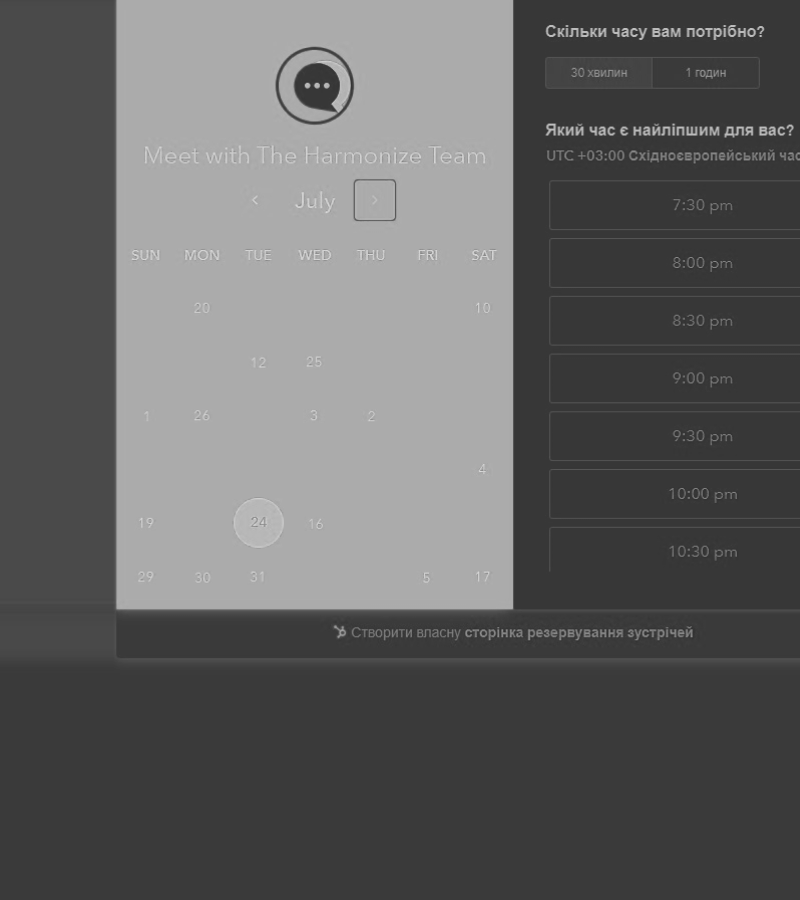 Meet with The Harmonize Team
July
SUN MON TUE WED THU FRI SAT
20 10
12 25
1 26 3 2
4
19 24 16
29 30 31 5 17
Скільки часу вам потрібно?
30 хвилин 1 годин
Який час є найліпшим для вас?
UTC +03:00 Східноєвропейський час
7:30 pm
8:00 pm
8:30 pm
9:00 pm
9:30 pm
10:00 pm
10:30 pm
Створити власну сторінка резервування зустрічей